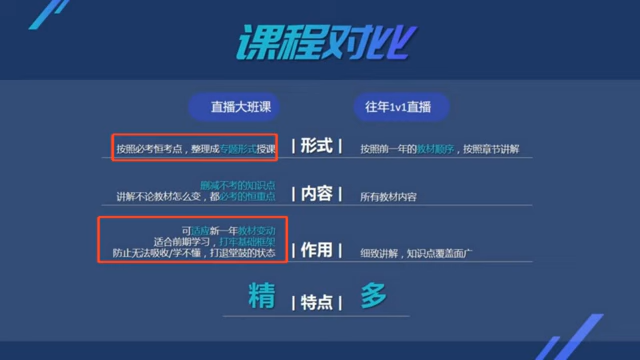 课程对比
直播大班课
往年1v1直播
按照必考恒考点，整理成专题形式授课
|形式|
按照前一年的教材顺序，按照章节讲解
删减不考的知识点
讲解不论教材怎么变，都必考的恒重点
|内容|
所有教材内容
可适应新一年教材变动
适合前期学习，打牢基础框架
防止无法吸收/学不懂，打退堂鼓的状态
|作用|
细致讲解，知识点覆盖面广
精
|特点|
多